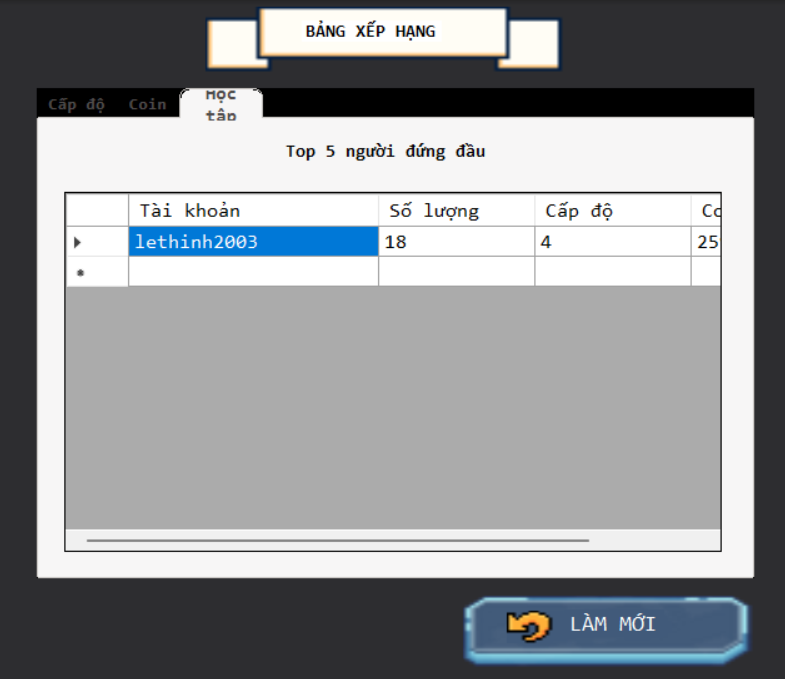 BẢNG XẾP HẠNG
Cấp độ Coin Học tập
Top 5 người đứng đầu
Tài khoản Số lượng Cấp độ
lethinh2003 18 4 25
LÀM MỚI